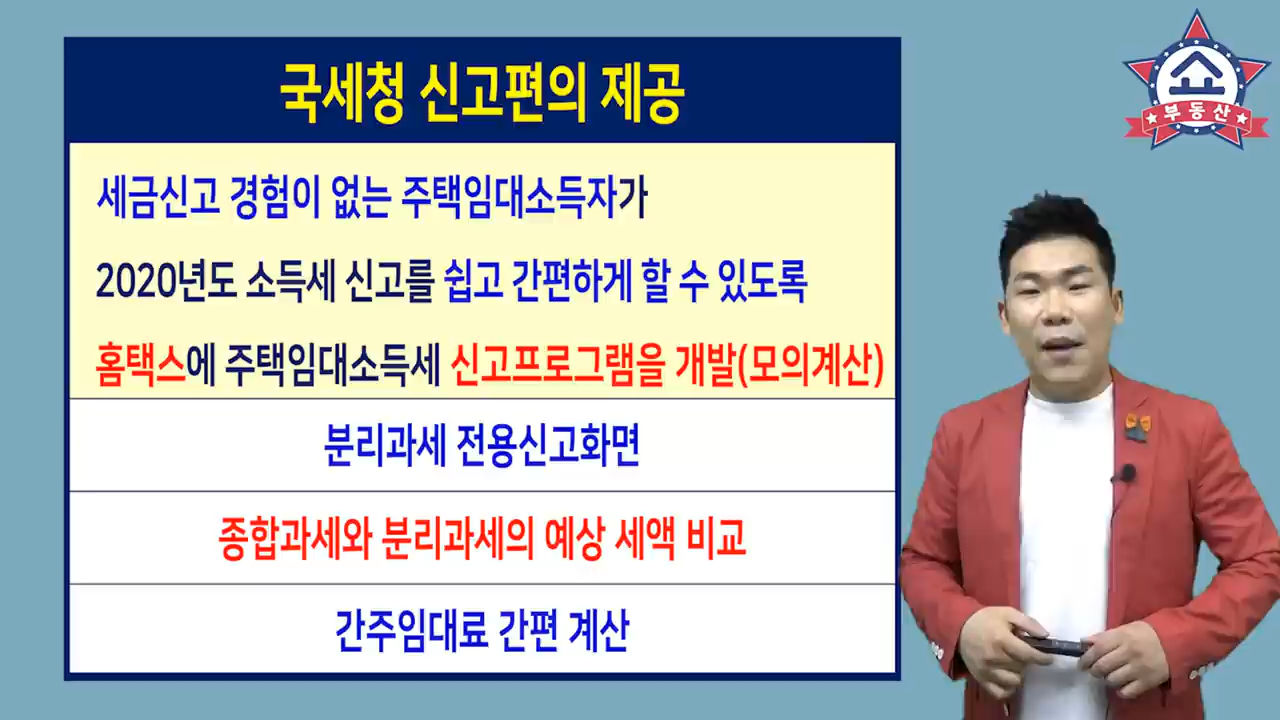 국세청 신고편의 제공
세금신고 경험이 없는 주택임대소득자가
2020년도 소득세 신고를 쉽고 간편하게 할 수 있도록
홈택스에 주택임대소득세 신고프로그램을 개발(모의계산)
분리과세 전용신고화면
종합과세와 분리과세의 예상 세액 비교
간주임대료 간편 계산
쇼
부동산